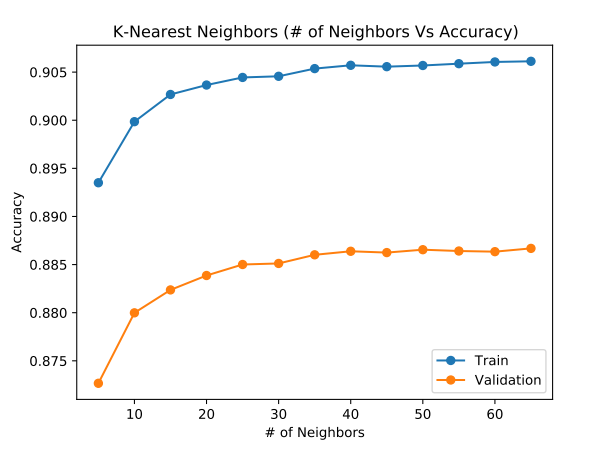 K-Nearest Neighbors (# of Neighbors Vs Accuracy)
Accuracy
0.905
0.900
0.895
0.890
0.885
0.880
0.875
Train
Validation
10 20 30 40 50 60
# of Neighbors